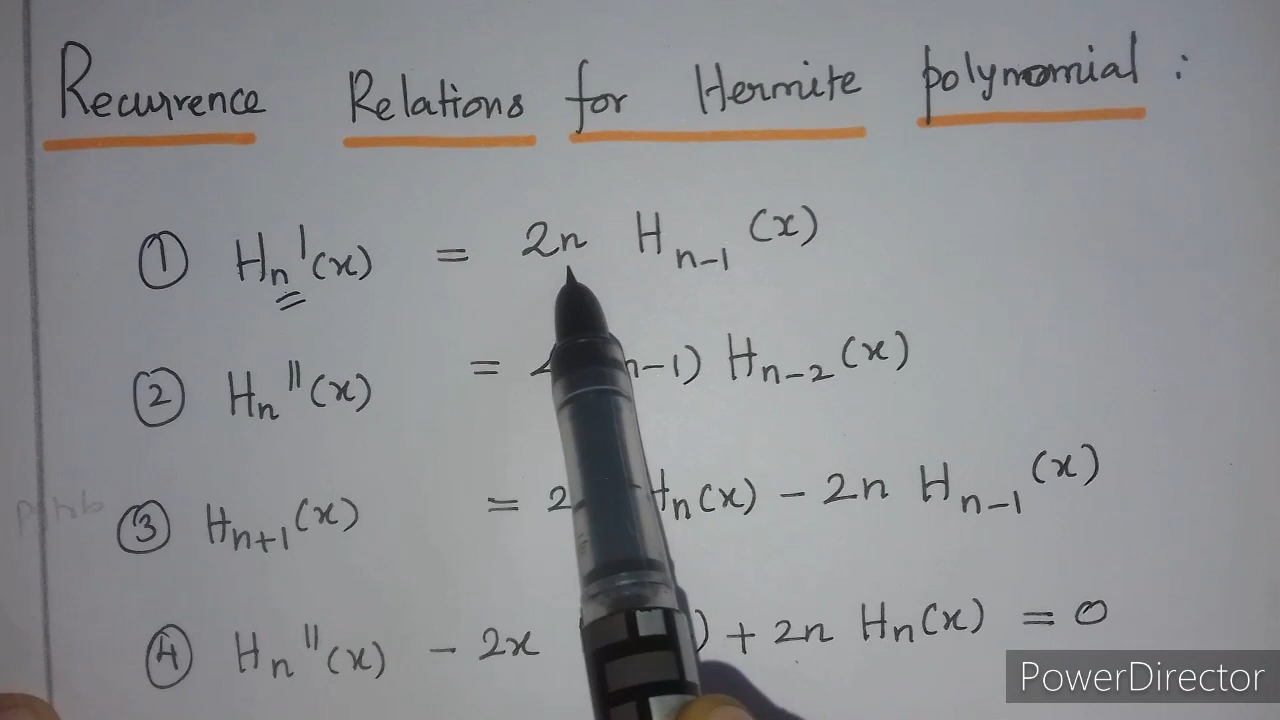 Recurrence Relations for Hermite polynomial :
① Hₙ'(x) = 2n Hₙ₋₁ (x)
② Hₙ''(x) = n-1) Hₙ₋₂ (x)
③ Hₙ₊₁(x) = 2 Hₙ(x) - 2n Hₙ₋₁ (x)
④ Hₙ''(x) - 2x ) + 2n Hₙ(x) = 0
PowerDirector